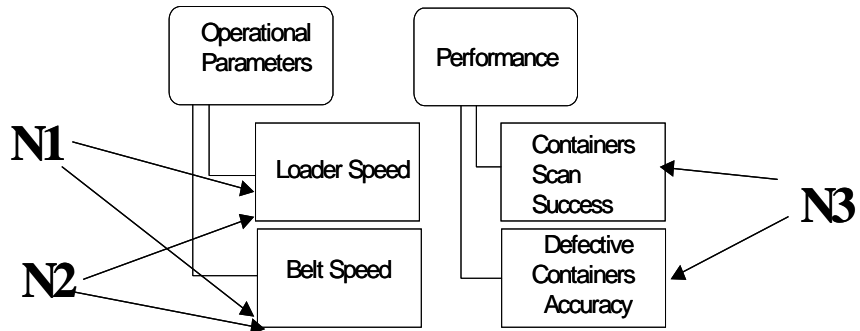 Operational
Parameters
Performance
N1
Loader Speed
Containers
Scan
Success
N3
N2
Belt Speed
Defective
Containers
Accuracy